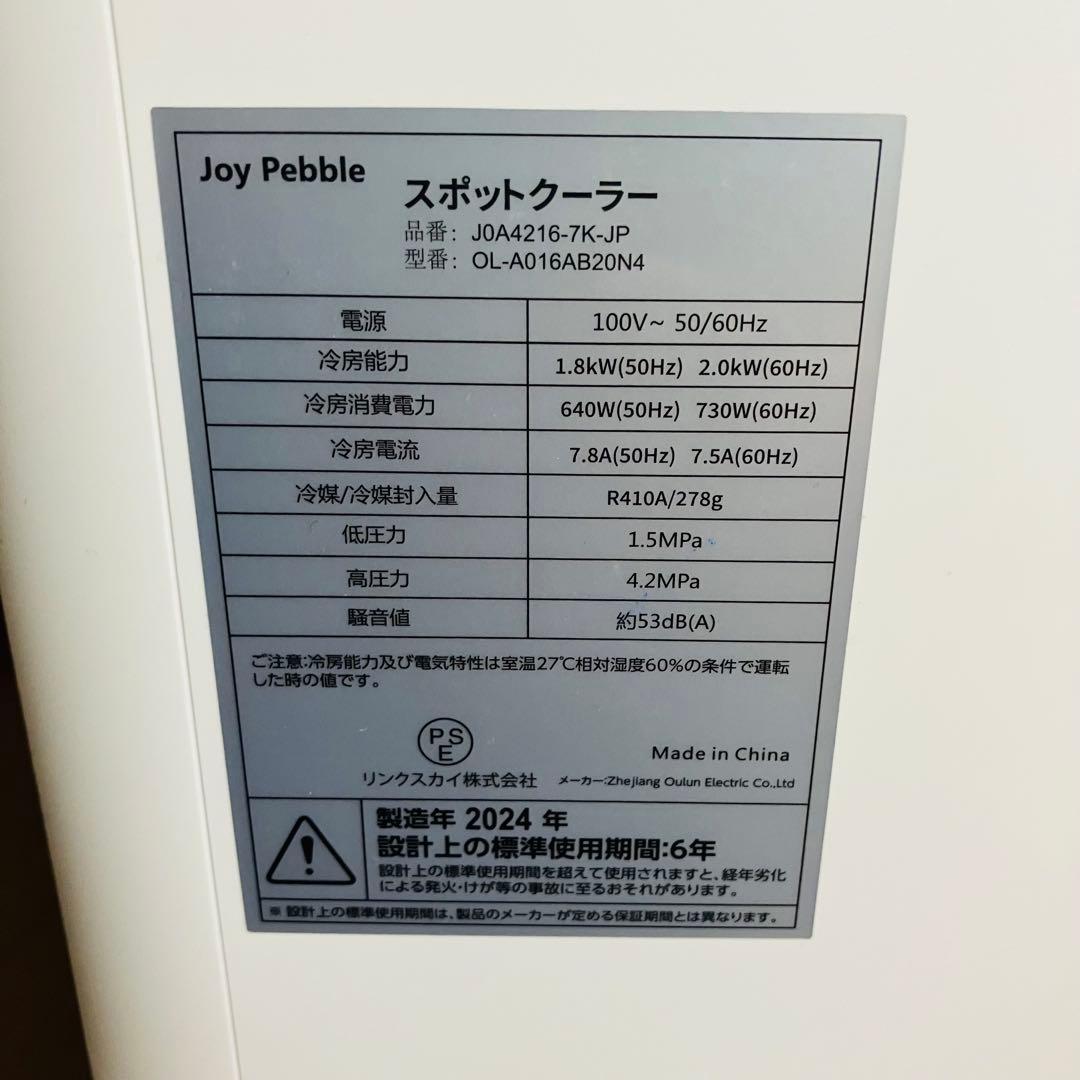 Joy Pebble
スポットクーラー
品番: J0A4216-7K-JP
型番: OL-A016AB20N4
電源 100V~ 50/60Hz
冷房能力 1.8kW(50Hz) 2.0kW(60Hz)
冷房消費電力 640W(50Hz) 730W(60Hz)
冷房電流 7.8A(50Hz) 7.5A(60Hz)
冷媒/冷媒封入量 R410A/278g
低圧力 1.5MPa
高圧力 4.2MPa
騒音値 約53dB(A)
ご注意:冷房能力及び電気特性は室温27℃相対湿度60%の条件で運転
した時の値です。
PSE
Made in China
リンクスカイ株式会社 メーカー:Zhejiang Oulun Electric Co.,Ltd
製造年 2024 年
設計上の標準使用期間:6年
設計上の標準使用期間を超えて使用されますと、経年劣化
による発火・けが等の事故に至るおそれがあります。
※ 設計上の標準使用期間は、製品のメーカーが定める保証期間とは異なります。